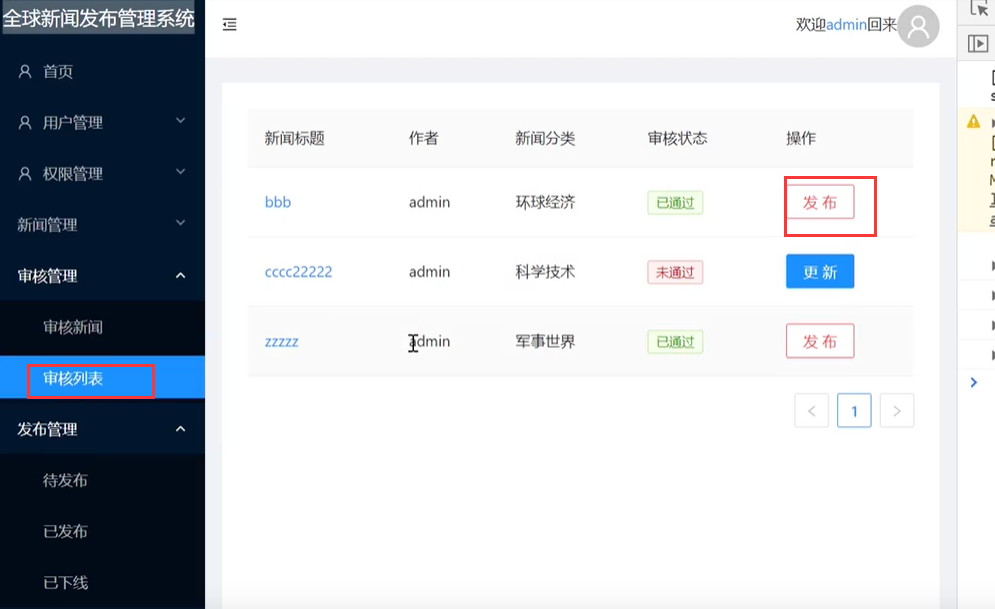 全球新闻发布管理系统
欢迎admin回来
首页
用户管理
权限管理
新闻管理
审核管理
审核新闻
审核列表
发布管理
待发布
已发布
已下线
新闻标题 作者 新闻分类 审核状态 操作
bbb admin 环球经济 已通过 发布
cccc22222 admin 科学技术 未通过 更新
zzzzz admin 军事世界 已通过 发布
< 1 >